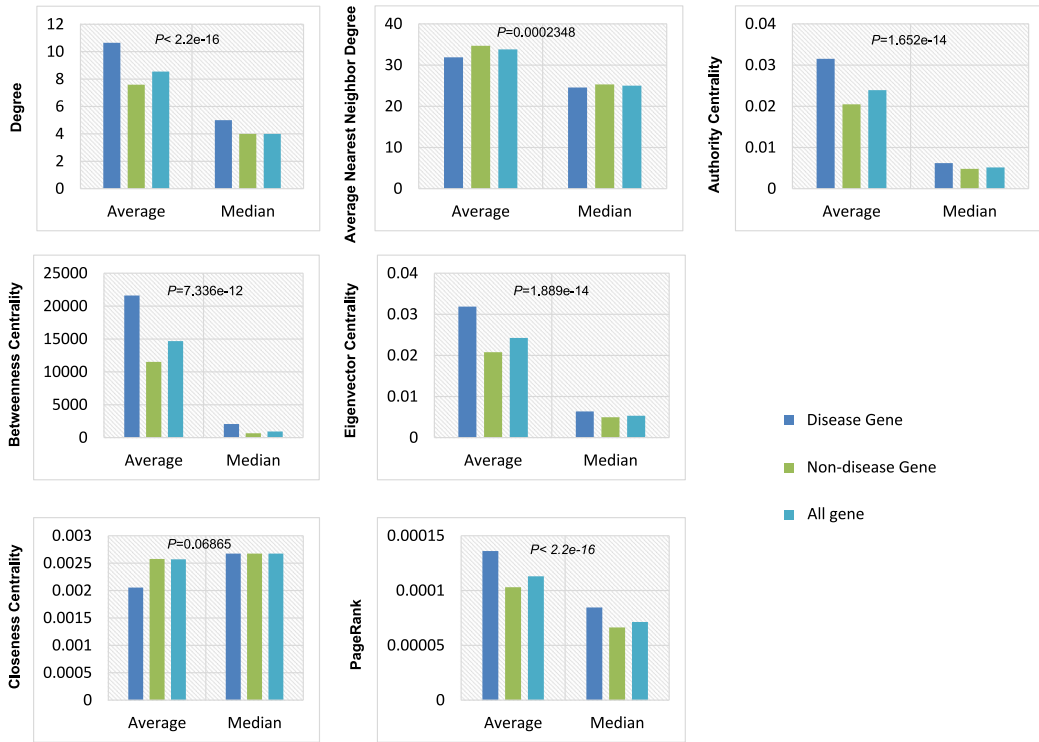 Degree
12
10
8
6
4
2
0
P< 2.2e-16
Average Median
Average Nearest Neighbor Degree
40
30
20
10
0
P=0.0002348
Average Median
Authority Centrality
0.04
0.03
0.02
0.01
0
P=1.652e-14
Average Median
Betweenness Centrality
25000
20000
15000
10000
5000
0
P=7.336e-12
Average Median
Eigenvector Centrality
0.04
0.03
0.02
0.01
0
P=1.889e-14
Average Median
Disease Gene
Non-disease Gene
All gene
Closeness Centrality
0.003
0.0025
0.002
0.0015
0.001
0.0005
0
P=0.06865
Average Median
PageRank
0.00015
0.0001
0.00005
0
P< 2.2e-16
Average Median